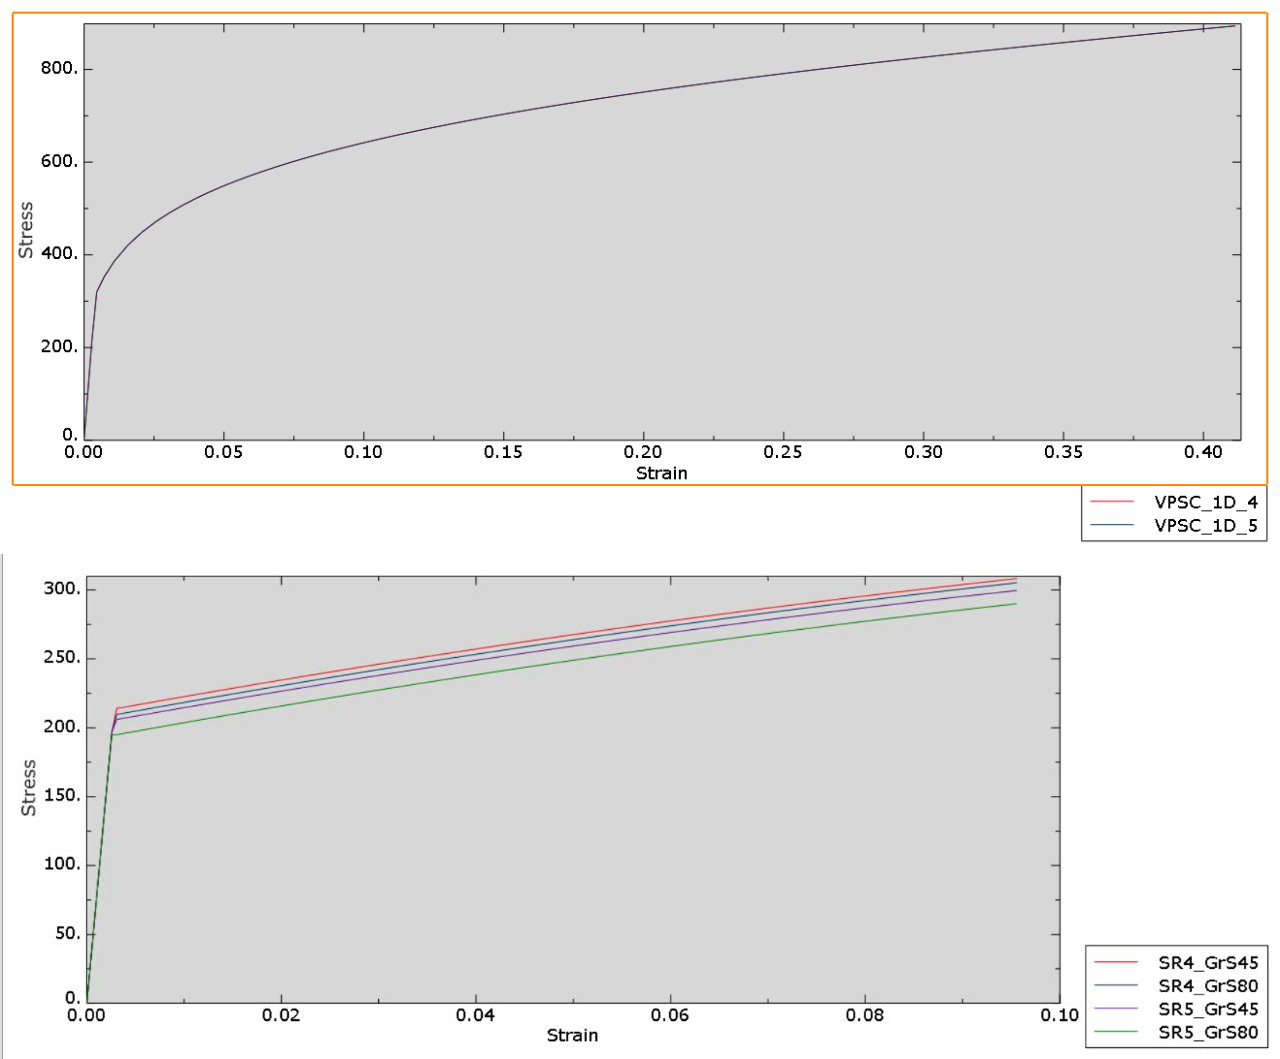 800.
600.
400.
200.
0.
Stress
0.00 0.05 0.10 0.15 0.20 0.25 0.30 0.35 0.40
Strain
VPSC_1D_4
VPSC_1D_5
300.
250.
200.
150.
100.
50.
0.
Stress
0.00 0.02 0.04 0.06 0.08 0.10
Strain
SR4_GrS45
SR4_GrS80
SR5_GrS45
SR5_GrS80